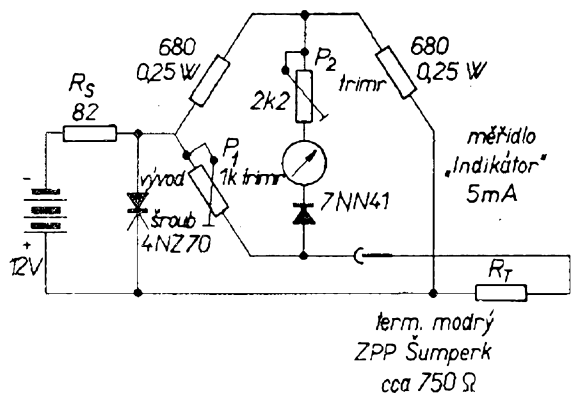 680
0,25 W
P2
680
0,25 W
trimr
2k2
RS
82
měřidlo
„Indikátor"
5mA
-
P1
1k trimr
vývod
7NN41
šroub
4NZ70
+
12V
RT
term. modrý
ZPP Šumperk
cca 750 Ω